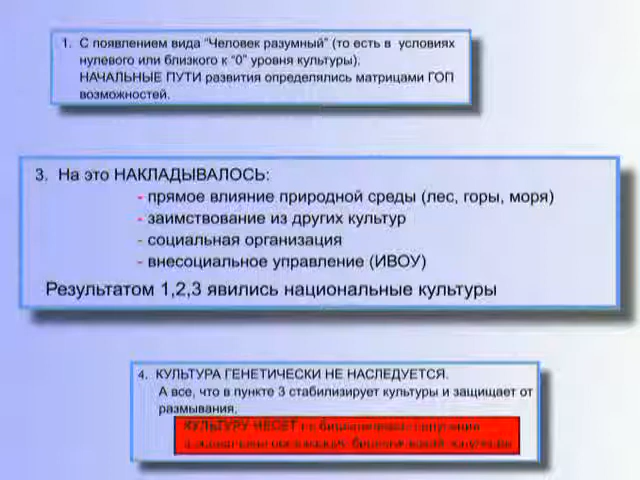 1. С появлением вида “Человек разумный” (то есть в условиях
нулевого или близкого к “0” уровня культуры).
НАЧАЛЬНЫЕ ПУТИ развития определялись матрицами ГОП
возможностей.
3. На это НАКЛАДЫВАЛОСЬ:
- прямое влияние природной среды (лес, горы, моря)
- заимствование из других культур
- социальная организация
- внесоциальное управление (ИВОУ)
Результатом 1,2,3 явились национальные культуры
4. КУЛЬТУРА ГЕНЕТИЧЕСКИ НЕ НАСЛЕДУЕТСЯ.
А все, что в пункте 3 стабилизирует культуры и защищает от
размывания.
КУЛЬТУРУ НЕСЕТ